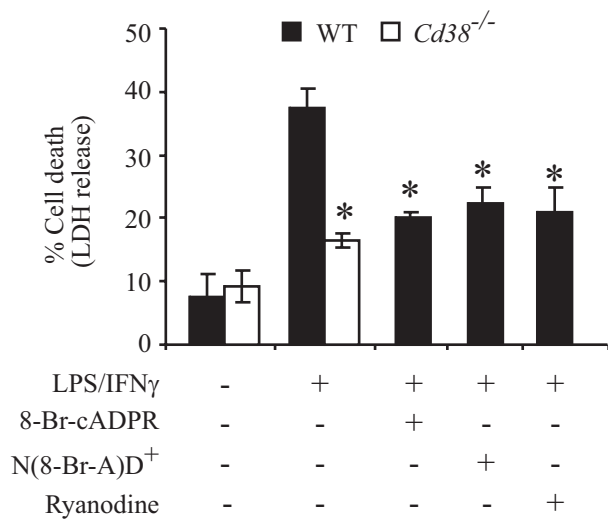 WT Cd38-/-
50
40
30
20
10
0
% Cell death
(LDH release)
* * * *
LPS/IFNγ - + + + +
8-Br-cADPR - - + - -
N(8-Br-A)D+ - - - + -
Ryanodine - - - - +